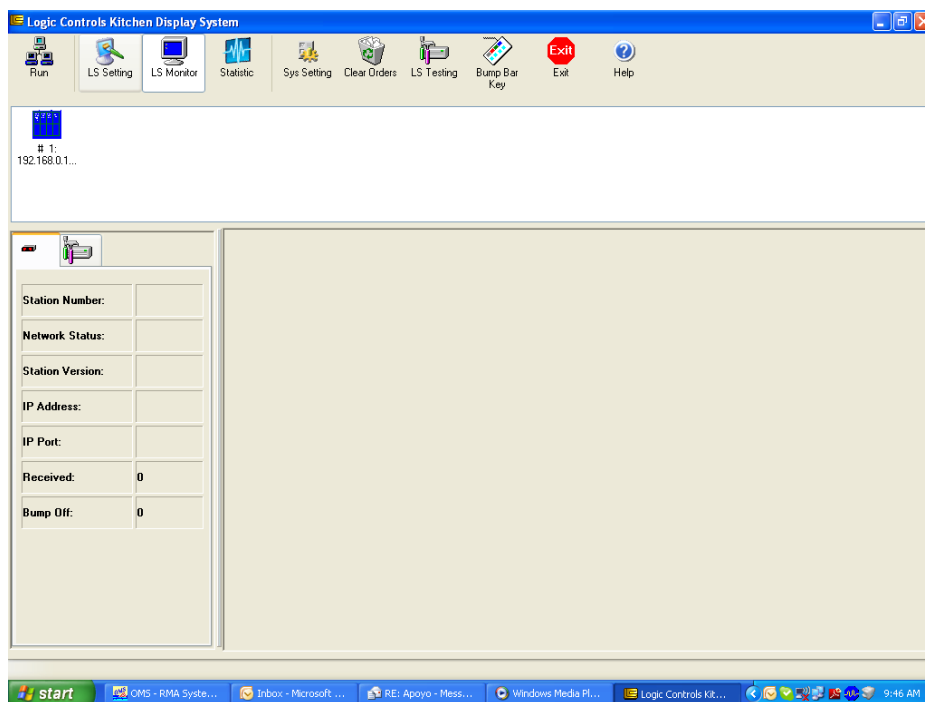 Logic Controls Kitchen Display System
Run
LS Setting
LS Monitor
Statistic
Sys Setting
Clear Orders
LS Testing
Bump Bar
Key
Exit
Exit
Help
# 1:
192.168.0.1...
Station Number:
Network Status:
Station Version:
IP Address:
IP Port:
Received: 0
Bump Off: 0
start
OMS - RMA Syste...
Inbox - Microsoft ...
RE: Apoyo - Mess...
Windows Media Pl...
Logic Controls Kit...
9:46 AM